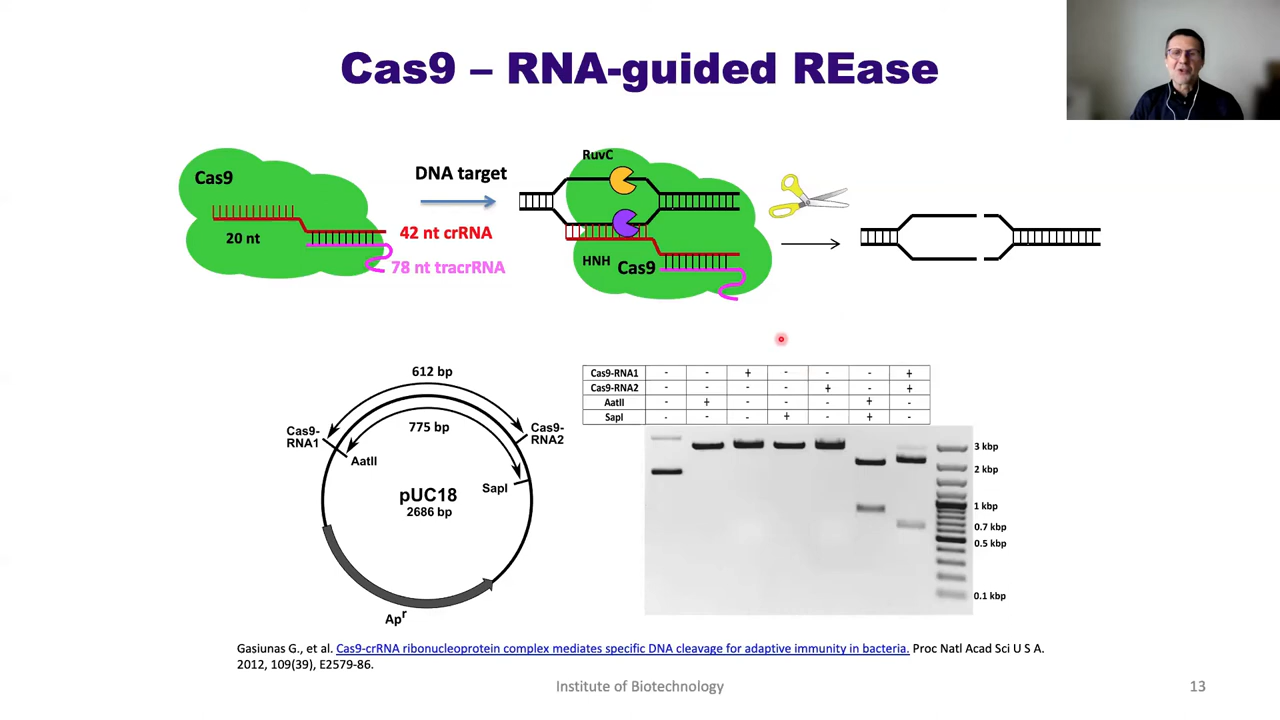 Cas9 – RNA-guided REase
Cas9
20 nt
42 nt crRNA
78 nt tracrRNA
DNA target
RuvC
HNH
Cas9
612 bp
775 bp
Cas9-
RNA1
Cas9-
RNA2
AatII
SapI
pUC18
2686 bp
Apr
Cas9-RNA1 - - + - - - +
Cas9-RNA2 - - - - + - +
AatII - + - - - + -
SapI - - - + - + -
3 kbp
2 kbp
1 kbp
0.7 kbp
0.5 kbp
0.1 kbp
Gasiunas G., et al. Cas9-crRNA ribonucleoprotein complex mediates specific DNA cleavage for adaptive immunity in bacteria. Proc Natl Acad Sci U S A.
2012, 109(39), E2579-86.
Institute of Biotechnology
13